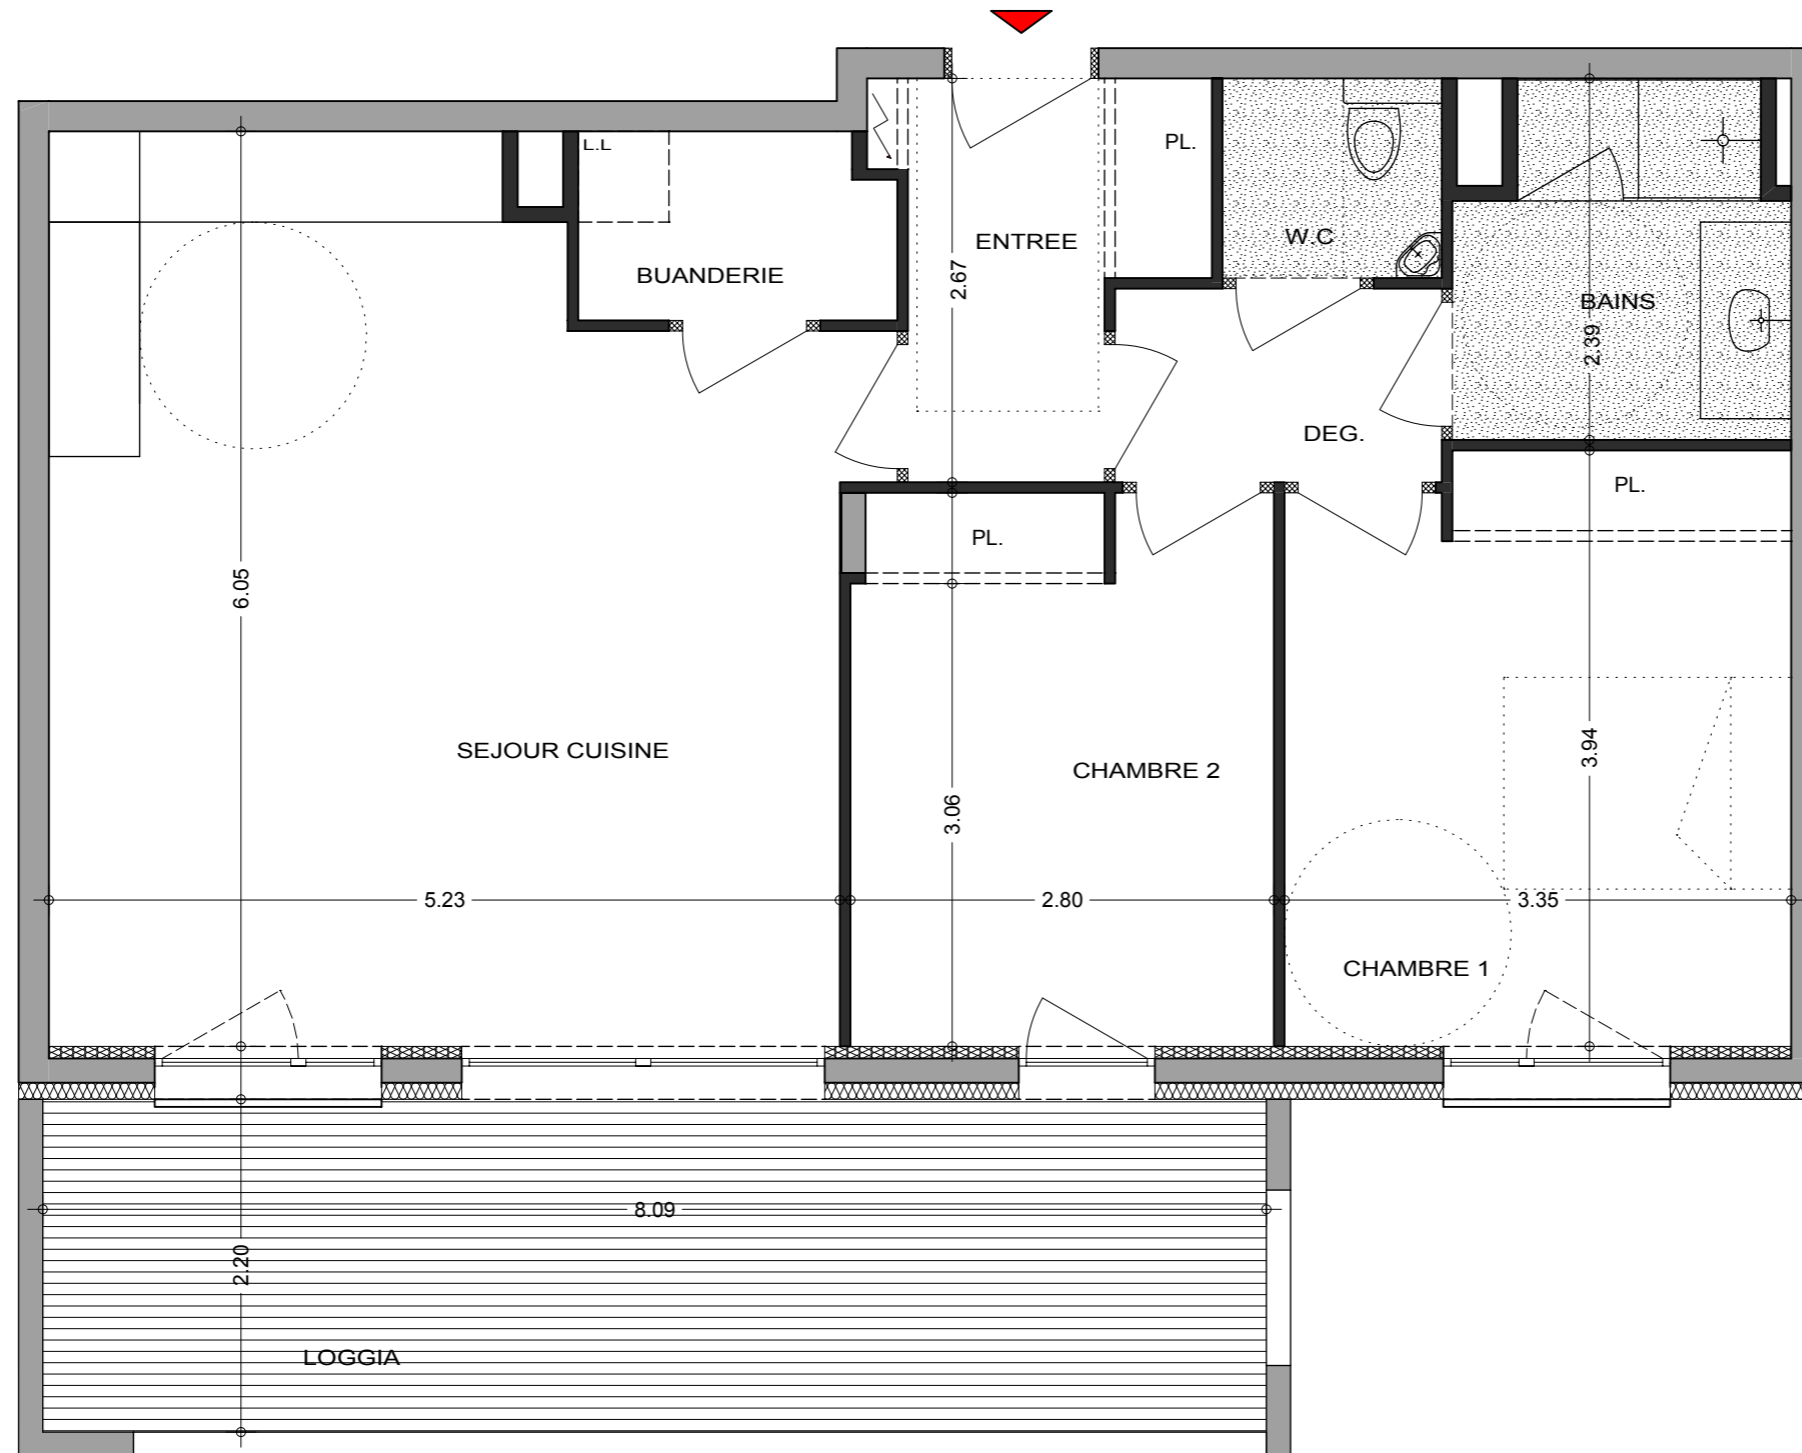 L.L
PL.
ENTREE
W.C
BUANDERIE
2.67
BAINS
2.39
DEG.
PL.
PL.
6.05
SEJOUR CUISINE
CHAMBRE 2
3.94
3.06
5.23
2.80
3.35
CHAMBRE 1
8.09
2.20
LOGGIA